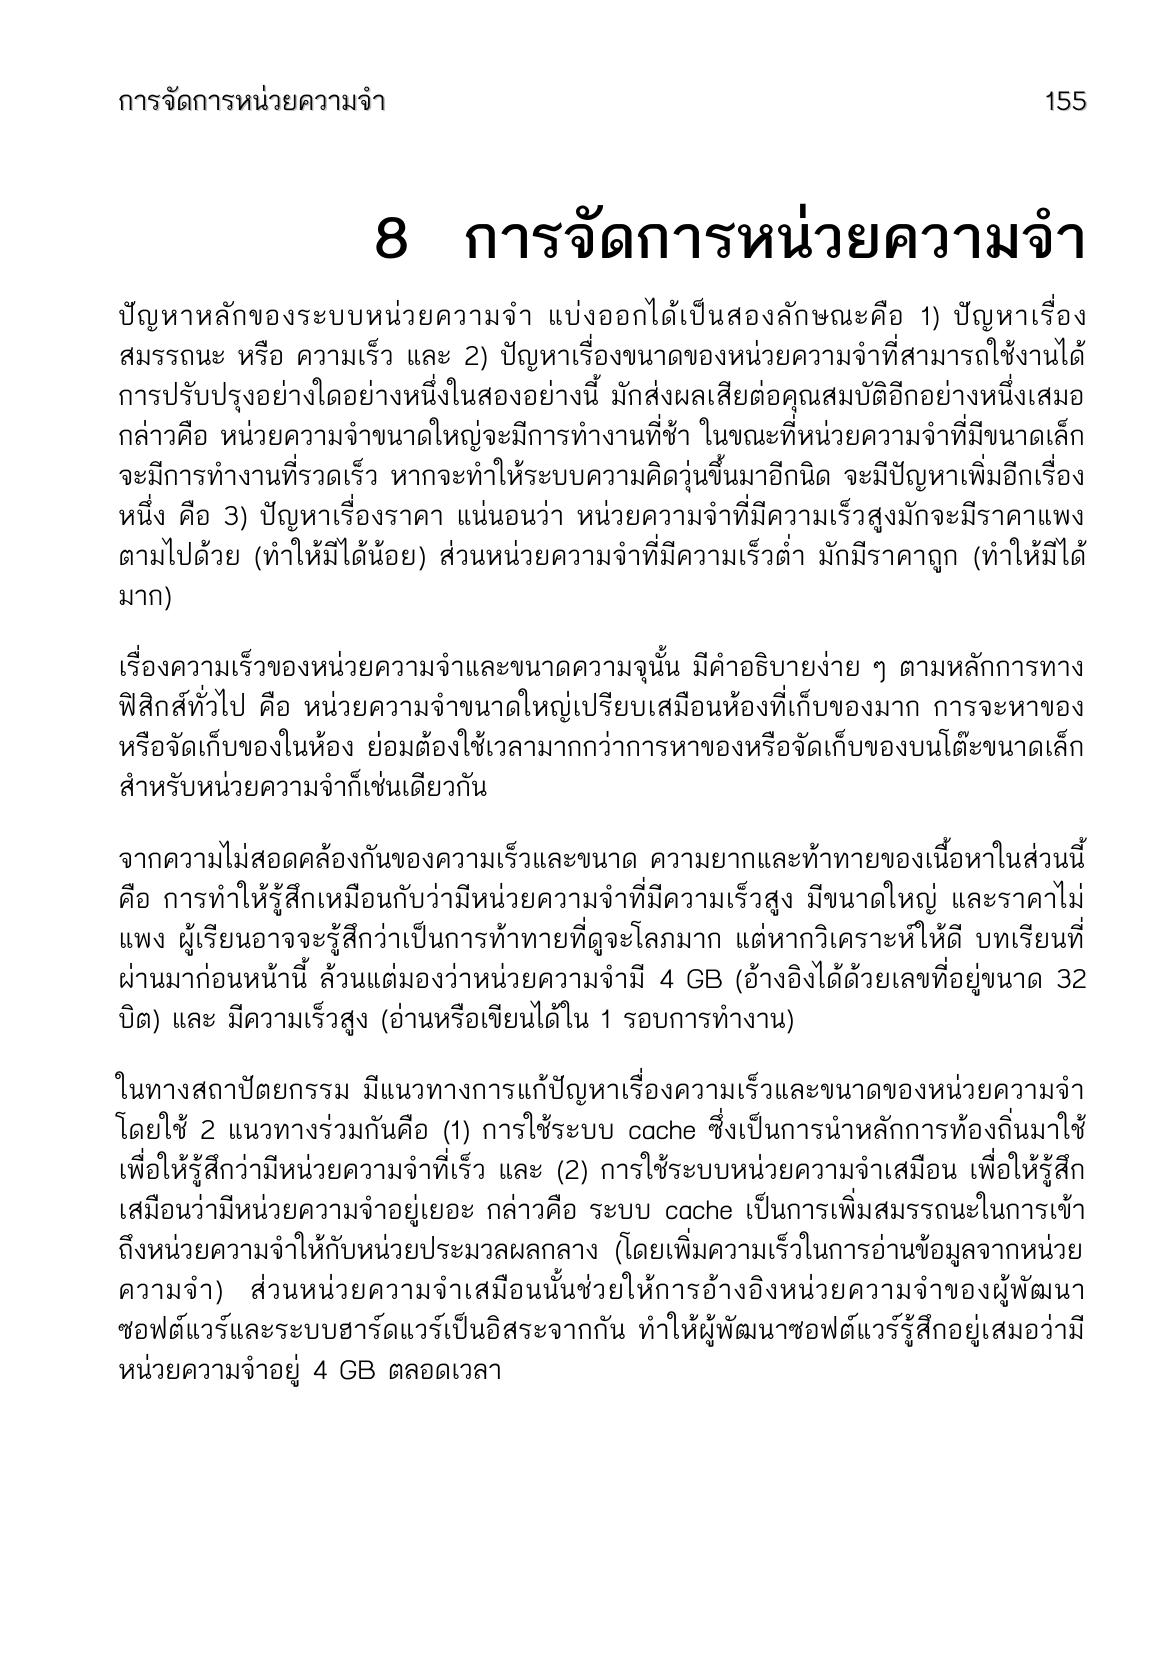 การจัดการหน่วยความจำ 155
8 การจัดการหน่วยความจำ
ปัญหาหลักของระบบหน่วยความจำ แบ่งออกได้เป็นสองลักษณะคือ 1) ปัญหาเรื่อง
สมรรถนะ หรือ ความเร็ว และ 2) ปัญหาเรื่องขนาดของหน่วยความจำที่สามารถใช้งานได้
การปรับปรุงอย่างใดอย่างหนึ่งในสองอย่างนี้ มักส่งผลเสียต่อคุณสมบัติอีกอย่างหนึ่งเสมอ
กล่าวคือ หน่วยความจำขนาดใหญ่จะมีการทำงานที่ช้า ในขณะที่หน่วยความจำที่มีขนาดเล็ก
จะมีการทำงานที่รวดเร็ว หากจะทำให้ระบบความคิดวุ่นขึ้นมาอีกนิด จะมีปัญหาเพิ่มอีกเรื่อง
หนึ่ง คือ 3) ปัญหาเรื่องราคา แน่นอนว่า หน่วยความจำที่มีความเร็วสูงมักจะมีราคาแพง
ตามไปด้วย (ทำให้มีได้น้อย) ส่วนหน่วยความจำที่มีความเร็วต่ำ มักมีราคาถูก (ทำให้มีได้
มาก)
เรื่องความเร็วของหน่วยความจำและขนาดความจุนั้น มีคำอธิบายง่าย ๆ ตามหลักการทาง
ฟิสิกส์ทั่วไป คือ หน่วยความจำขนาดใหญ่เปรียบเสมือนห้องที่เก็บของมาก การจะหาของ
หรือจัดเก็บของในห้อง ย่อมต้องใช้เวลามากกว่าการหาของหรือจัดเก็บของบนโต๊ะขนาดเล็ก
สำหรับหน่วยความจำก็เช่นเดียวกัน
จากความไม่สอดคล้องกันของความเร็วและขนาด ความยากและท้าทายของเนื้อหาในส่วนนี้
คือ การทำให้รู้สึกเหมือนกับว่ามีหน่วยความจำที่มีความเร็วสูง มีขนาดใหญ่ และราคาไม่
แพง ผู้เรียนอาจจะรู้สึกว่าเป็นการท้าทายที่ดูจะโลภมาก แต่หากวิเคราะห์ให้ดี บทเรียนที่
ผ่านมาก่อนหน้านี้ ล้วนแต่มองว่าหน่วยความจำมี 4 GB (อ้างอิงได้ด้วยเลขที่อยู่ขนาด 32
บิต) และ มีความเร็วสูง (อ่านหรือเขียนได้ใน 1 รอบการทำงาน)
ในทางสถาปัตยกรรม มีแนวทางการแก้ปัญหาเรื่องความเร็วและขนาดของหน่วยความจำ
โดยใช้ 2 แนวทางร่วมกันคือ (1) การใช้ระบบ cache ซึ่งเป็นการนำหลักการท้องถิ่นมาใช้
เพื่อให้รู้สึกว่ามีหน่วยความจำที่เร็ว และ (2) การใช้ระบบหน่วยความจำเสมือน เพื่อให้รู้สึก
เสมือนว่ามีหน่วยความจำอยู่เยอะ กล่าวคือ ระบบ cache เป็นการเพิ่มสมรรถนะในการเข้า
ถึงหน่วยความจำให้กับหน่วยประมวลผลกลาง (โดยเพิ่มความเร็วในการอ่านข้อมูลจากหน่วย
ความจำ) ส่วนหน่วยความจำเสมือนนั้นช่วยให้การอ้างอิงหน่วยความจำของผู้พัฒนา
ซอฟต์แวร์และระบบฮาร์ดแวร์เป็นอิสระจากกัน ทำให้ผู้พัฒนาซอฟต์แวร์รู้สึกอยู่เสมอว่ามี
หน่วยความจำอยู่ 4 GB ตลอดเวลา